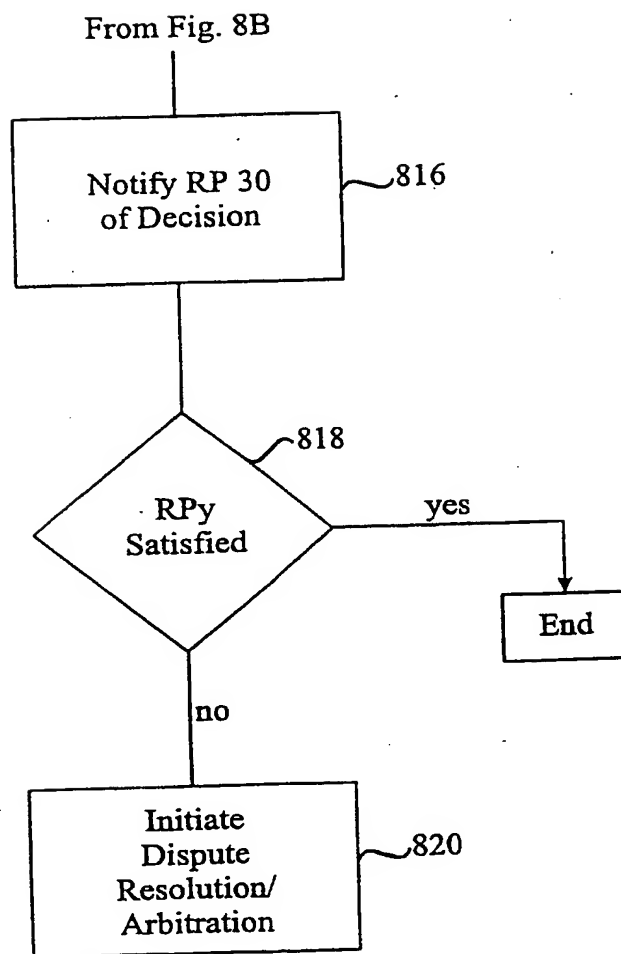 From Fig. 8B
Notify RP 30
of Decision
816
818
RPy
Satisfied
yes
End
no
Initiate
Dispute
Resolution/
Arbitration
820